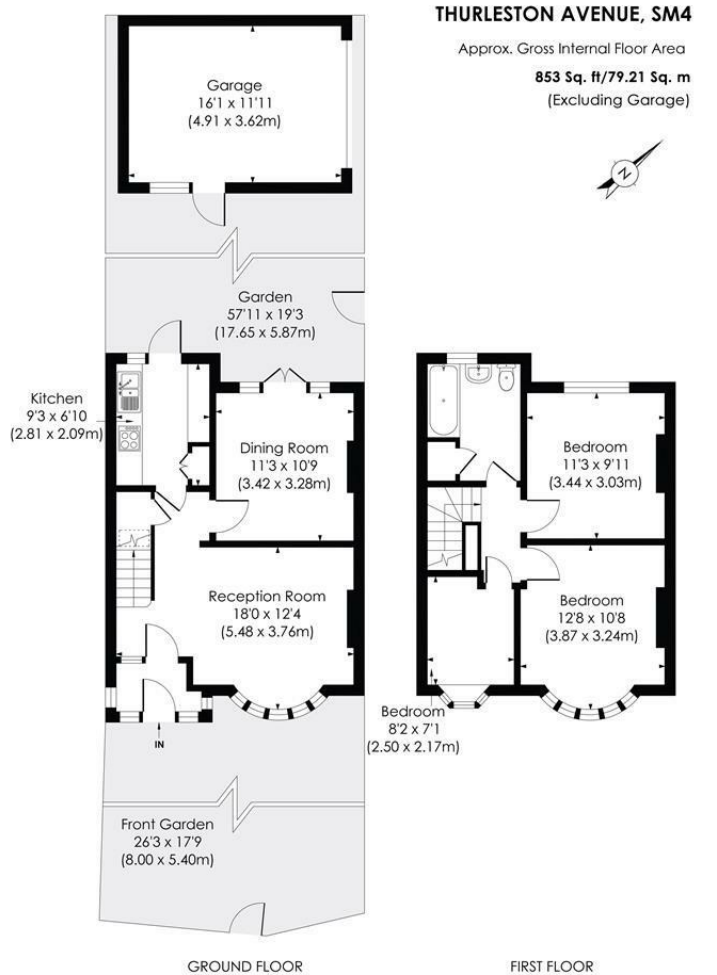 THURLESTON AVENUE, SM4
Approx. Gross Internal Floor Area
853 Sq. ft/79.21 Sq. m
(Excluding Garage)
N
Garage
16'1 x 11'11
(4.91 x 3.62m)
Garden
57'11 x 19'3
(17.65 x 5.87m)
Kitchen
9'3 x 6'10
(2.81 x 2.09m)
Dining Room
11'3 x 10'9
(3.42 x 3.28m)
Reception Room
18'0 x 12'4
(5.48 x 3.76m)
IN
Front Garden
26'3 x 17'9
(8.00 x 5.40m)
GROUND FLOOR
Bedroom
11'3 x 9'11
(3.44 x 3.03m)
Bedroom
12'8 x 10'8
(3.87 x 3.24m)
Bedroom
8'2 x 7'1
(2.50 x 2.17m)
FIRST FLOOR